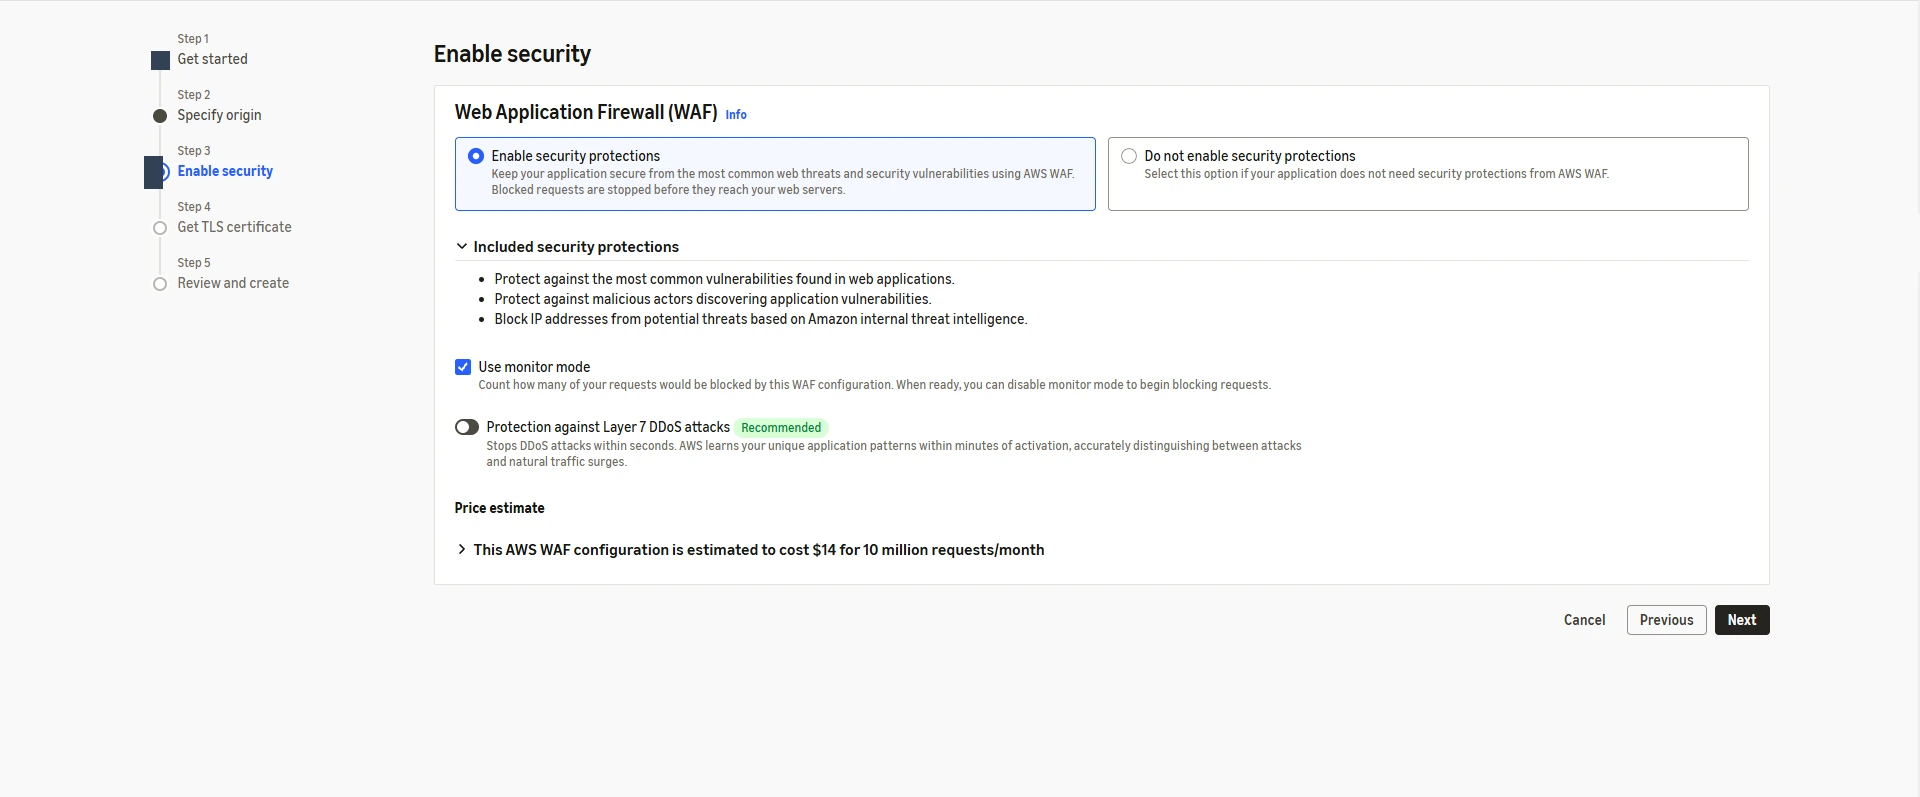 Step 1
Get started
Step 2
Specify origin
Step 3
Enable security
Step 4
Get TLS certificate
Step 5
Review and create
Enable security
Web Application Firewall (WAF) Info
Enable security protections
Keep your application secure from the most common web threats and security vulnerabilities using AWS WAF.
Blocked requests are stopped before they reach your web servers.
Do not enable security protections
Select this option if your application does not need security protections from AWS WAF.
Included security protections
Protect against the most common vulnerabilities found in web applications.
Protect against malicious actors discovering application vulnerabilities.
Block IP addresses from potential threats based on Amazon internal threat intelligence.
Use monitor mode
Count how many of your requests would be blocked by this WAF configuration. When ready, you can disable monitor mode to begin blocking requests.
Protection against Layer 7 DDoS attacks Recommended
Stops DDoS attacks within seconds. AWS learns your unique application patterns within minutes of activation, accurately distinguishing between attacks
and natural traffic surges.
Price estimate
This AWS WAF configuration is estimated to cost $14 for 10 million requests/month
Cancel Previous Next